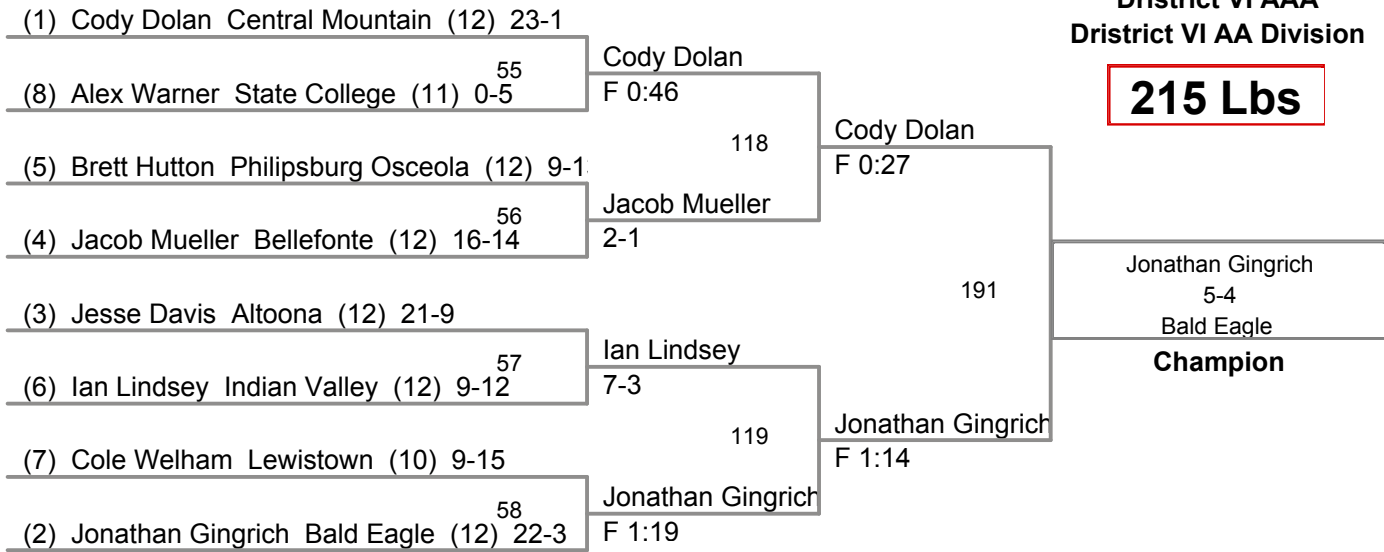 Dristrict VI AAA
Dristrict VI AA Division
215 Lbs
(1) Cody Dolan Central Mountain (12) 23-1
55
(8) Alex Warner State College (11) 0-5
Cody Dolan
F 0:46
(5) Brett Hutton Philipsburg Osceola (12)
56
(4) Jacob Mueller Bellefonte (12) 16-14
Jacob Mueller
2-1
118
Cody Dolan
F 0:27
(3) Jesse Davis Altoona (12) 21-9
57
(6) Ian Lindsey Indian Valley (12) 9-12
Ian Lindsey
7-3
(7) Cole Welham Lewistown (10) 9-15
58
(2) Jonathan Gingrich Bald Eagle (12) 22-3
Jonathan Gingrich
F 1:19
119
Jonathan Gingrich
F 1:14
191
Jonathan Gingrich
5-4
Bald Eagle
Champion